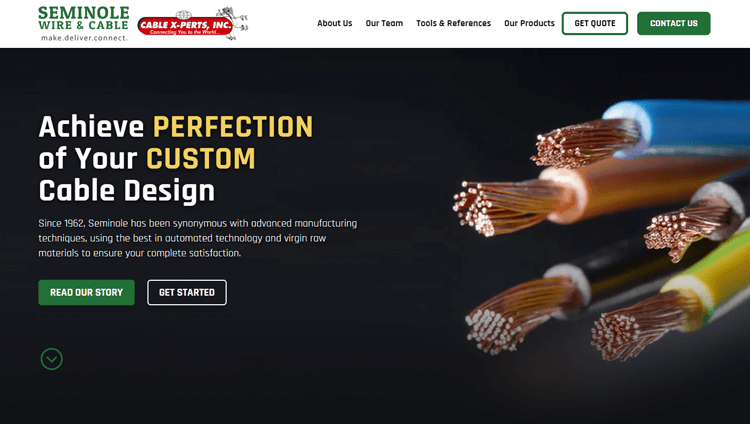 SEMINOLE
WIRE & CABLE
make.deliver.connect.
CABLE X-PERTS, INC.
Connecting You to the World...
About Us
Our Team
Tools & References
Our Products
GET QUOTE
CONTACT US
Achieve PERFECTION
of Your CUSTOM
Cable Design
Since 1962, Seminole has been synonymous with advanced manufacturing
techniques, using the best in automated technology and virgin raw
materials to ensure your complete satisfaction.
READ OUR STORY
GET STARTED